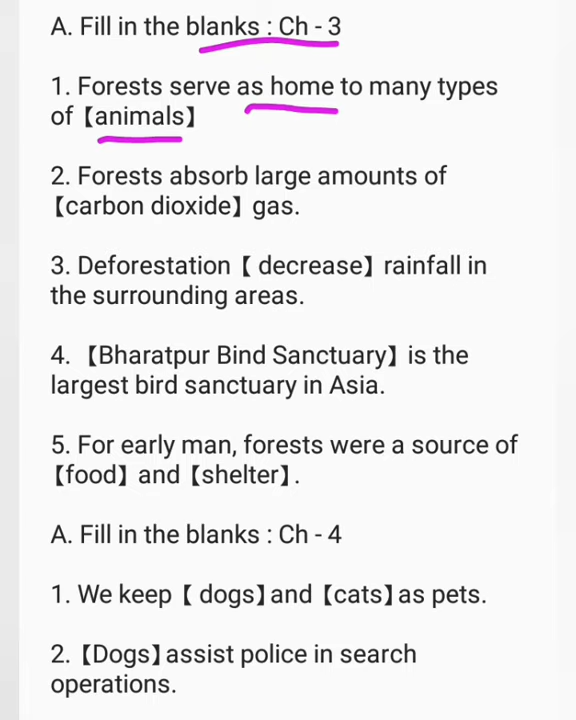 A. Fill in the blanks : Ch - 3
1. Forests serve as home to many types
of【animals】
2. Forests absorb large amounts of
【carbon dioxide】gas.
3. Deforestation【 decrease】rainfall in
the surrounding areas.
4. 【Bharatpur Bind Sanctuary】is the
largest bird sanctuary in Asia.
5. For early man, forests were a source of
【food】and【shelter】.
A. Fill in the blanks : Ch - 4
1. We keep【 dogs】and【cats】as pets.
2.【Dogs】assist police in search
operations.